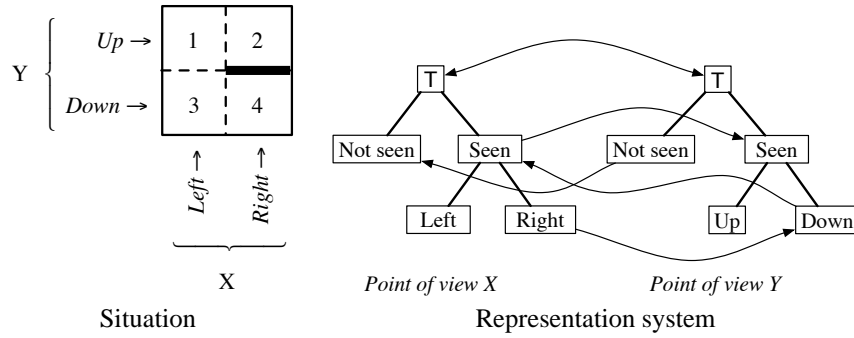 Y
Up →
Down →
1
2
3
4
Left →
Right →
X
Situation
T
Not seen
Seen
Left
Right
Point of view X
T
Not seen
Seen
Up
Down
Point of view Y
Representation system